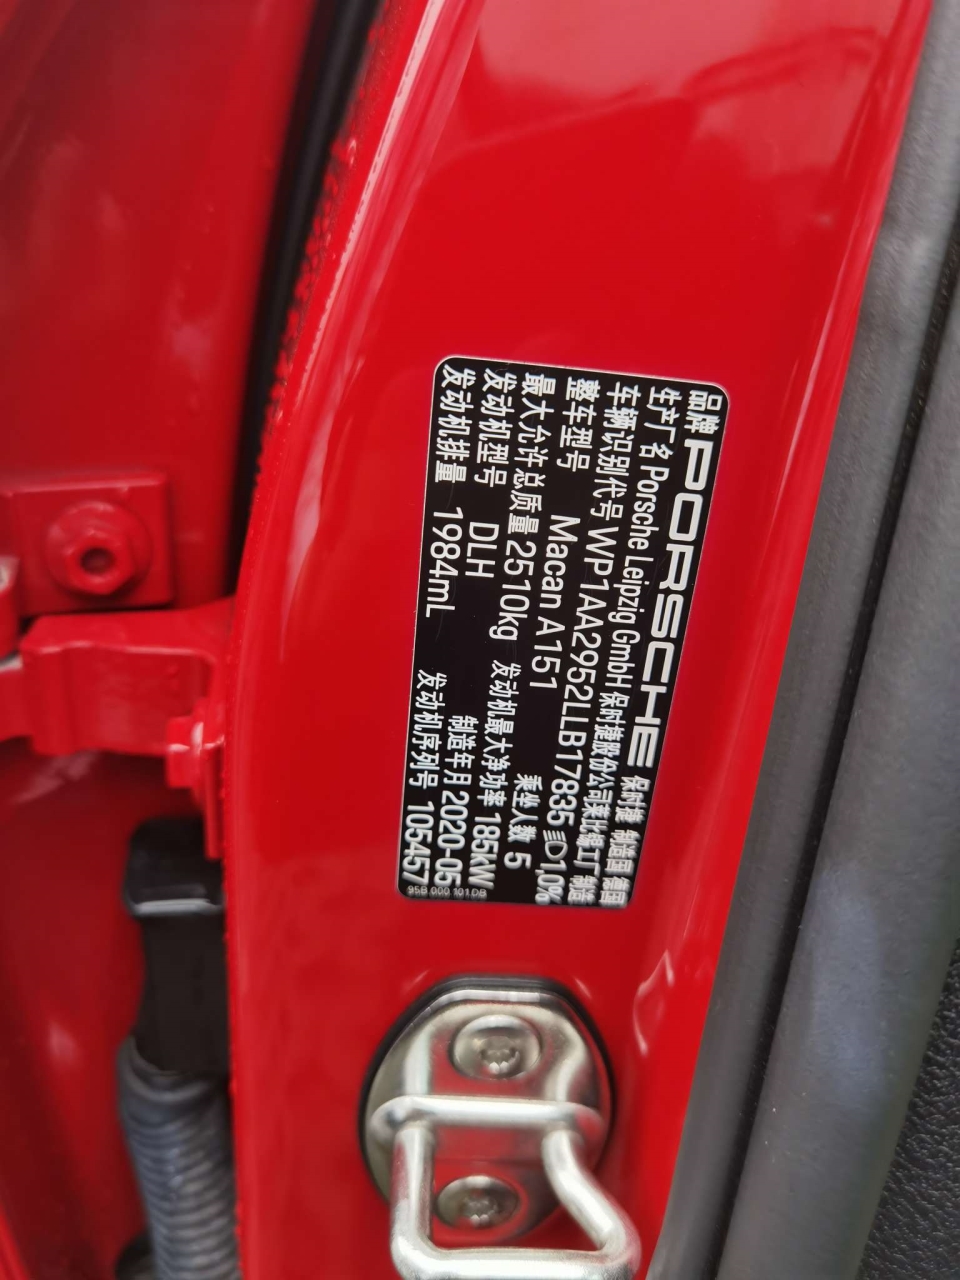 品牌 PORSCHE 保时捷 制造国 德国
生产厂名 Porsche Leipzig GmbH 保时捷股份公司莱比锡工厂 制造
车辆识别代号 WP1AA2952LLB17835 1,0%
整车型号 Macan A151 乘坐人数 5
最大允许总质量 2510kg 发动机最大净功率 185kW
发动机型号 DLH 制造年月 2020-05
发动机排量 1984mL 发动机序列号 105457
95B.000.101.DB